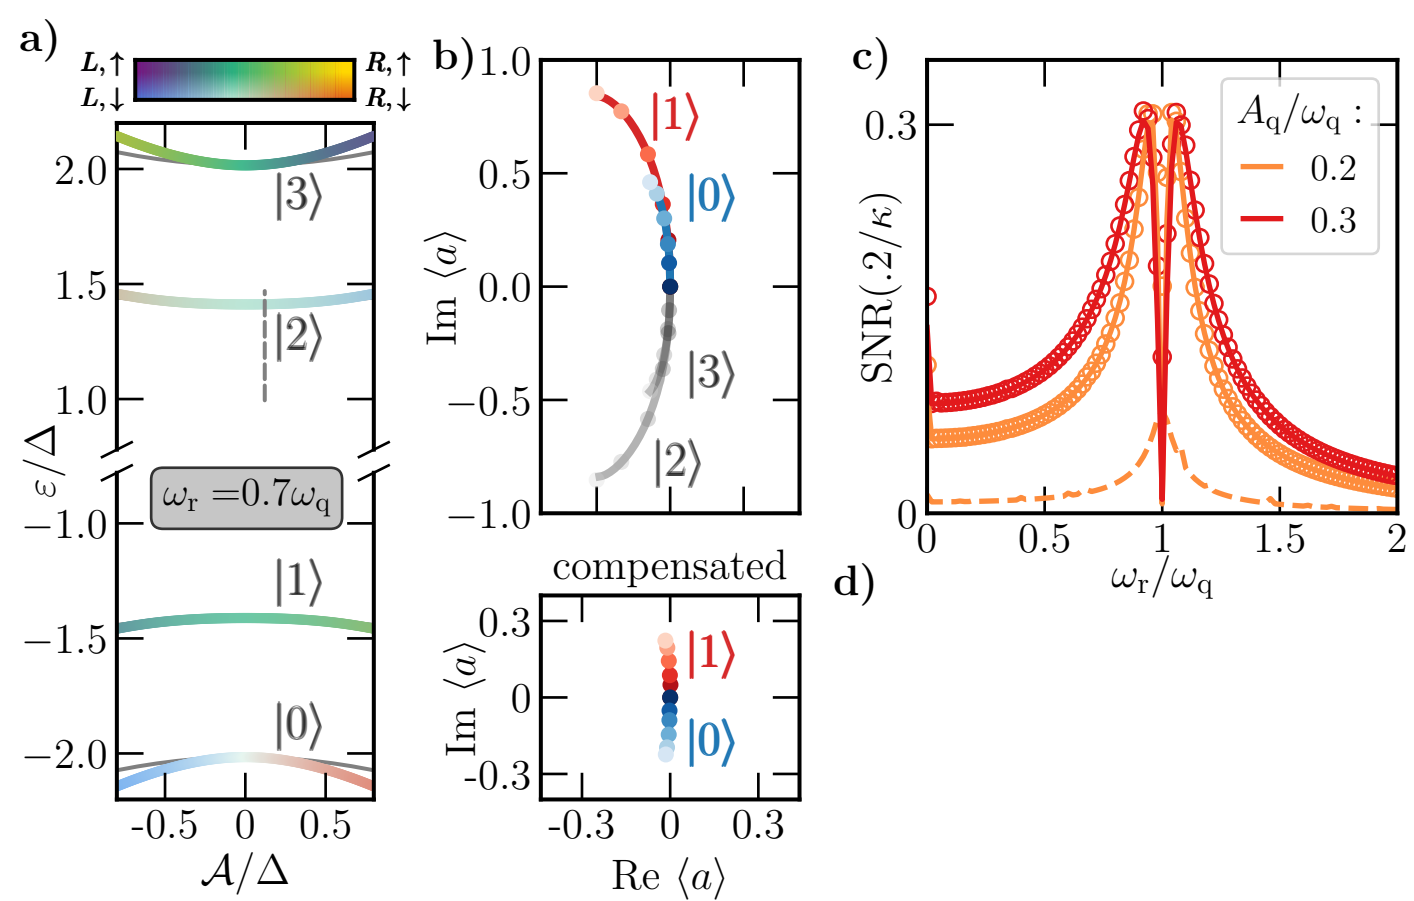 a)
L,↑
R,↑
L,↓
R,↓
2.0
|3⟩
1.5
|2⟩
1.0
ε/Δ
ωr =0.7ωq
−1.0
|1⟩
−1.5
|0⟩
−2.0
-0.5
0
0.5
𝒜/Δ
b)
1.0
|1⟩
0.5
|0⟩
Im ⟨a⟩
0.0
|3⟩
−0.5
|2⟩
−1.0
compensated
0.3
|1⟩
Im ⟨a⟩
0
|0⟩
-0.3
-0.3
0
0.3
Re ⟨a⟩
c)
Aq/ωq :
0.2
0.3
0.3
SNR(.2/κ)
0
0
0.5
1
1.5
2
ωr/ωq
d)